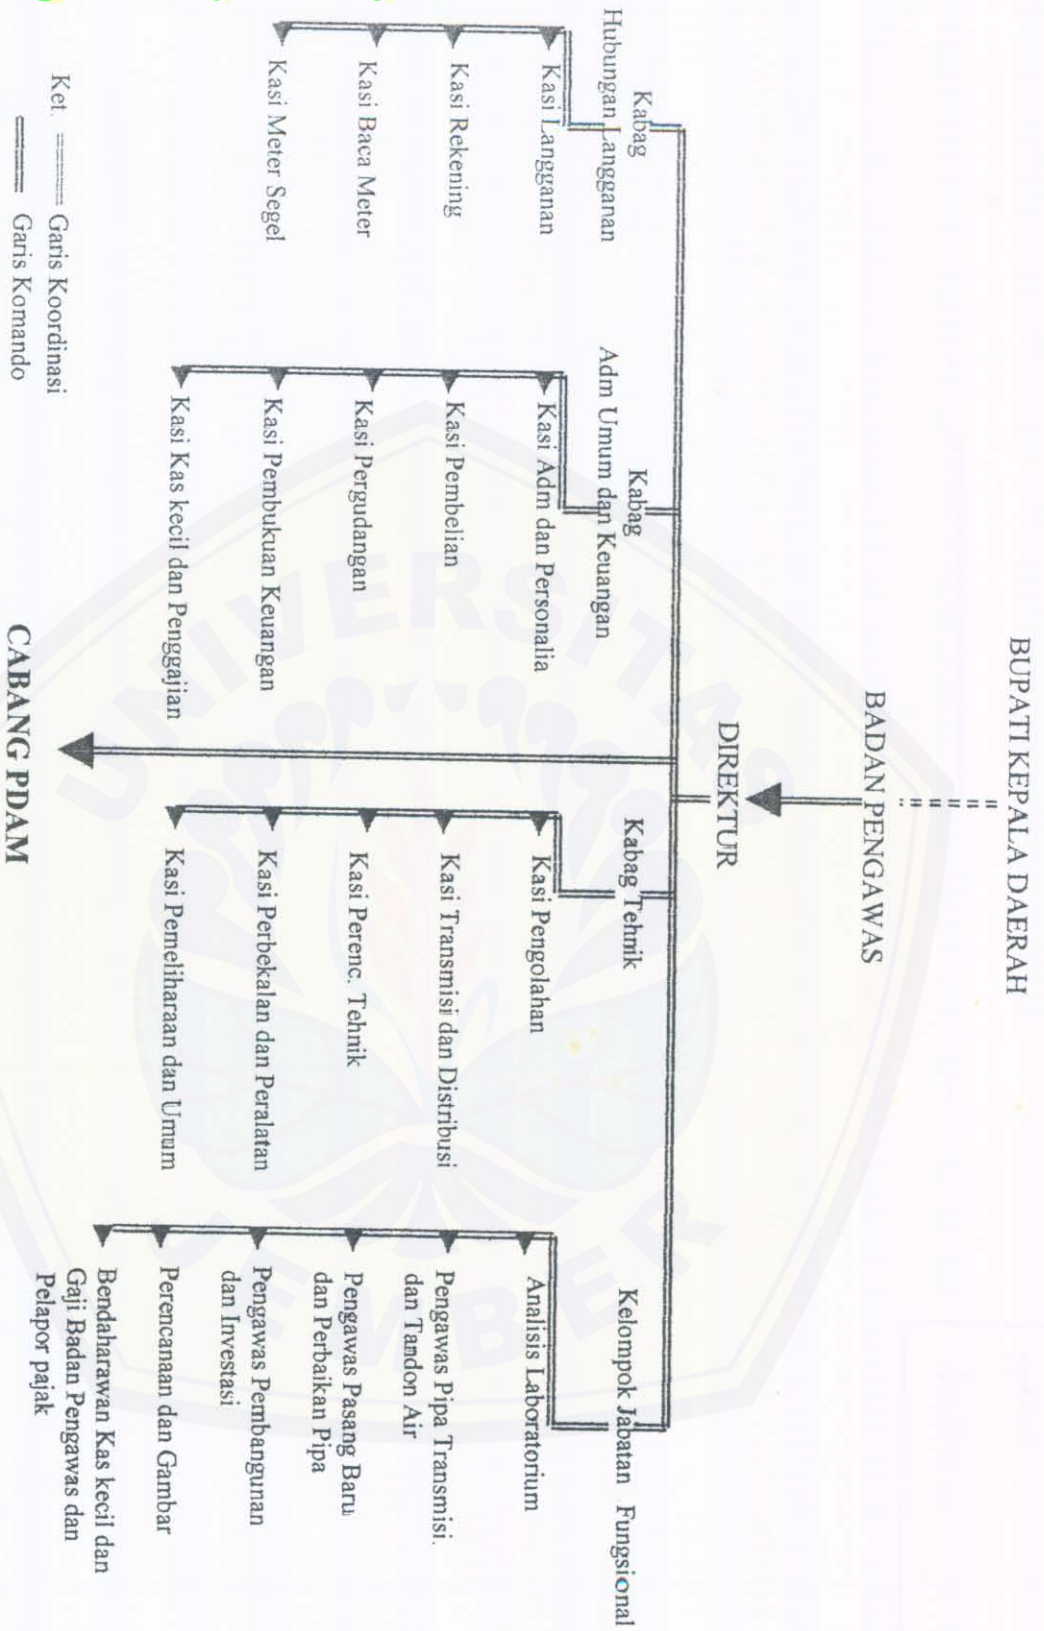 BUPATI KEPALA DAERAH
BADAN PENGAWAS
DIREKTUR
Kabag
Hubungan Langganan
Kasi Langganan
Kasi Rekening
Kasi Baca Meter
Kasi Meter Segel
Kabag
Adm Umum dan Keuangan
Kasi Adm dan Personalia
Kasi Pembelian
Kasi Pergudangan
Kasi Pembukuan Keuangan
Kasi Kas kecil dan Penggajian
Kabag Tehnik
Kasi Pengolahan
Kasi Transmisi dan Distribusi
Kasi Perenc. Tehnik
Kasi Perbekalan dan Peralatan
Kasi Pemeliharaan dan Umum
Kelompok Jabatan Fungsional
Analisis Laboratorium
Pengawas Pipa Transmisi.
dan Tandon Air
Pengawas Pasang Baru
dan Perbaikan Pipa
Pengawas Pembangunan
dan Investasi
Perencanaan dan Gambar
Bendaharawan Kas kecil dan
Gaji Badan Pengawas dan
Pelapor pajak
CABANG PDAM
Ket. Garis Koordinasi
Garis Komando
UNIVERSITAS
JEMBER